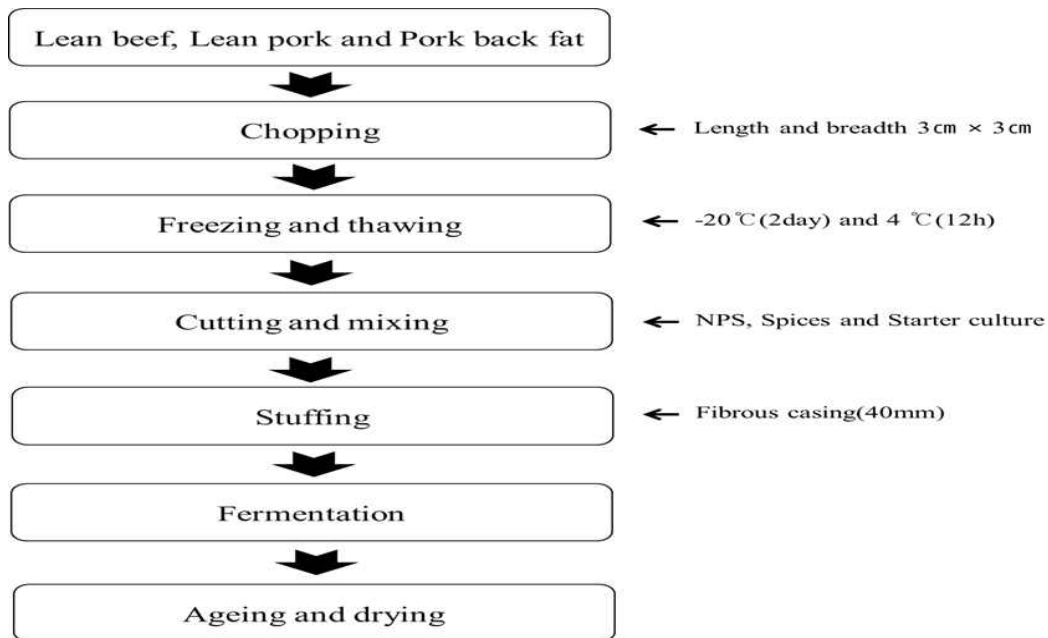 Lean beef, Lean pork and Pork back fat
Chopping
Length and breadth 3㎝ × 3㎝
Freezing and thawing
-20℃(2day) and 4 ℃(12h)
Cutting and mixing
NPS, Spices and Starter culture
Stuffing
Fibrous casing(40mm)
Fermentation
Ageing and drying